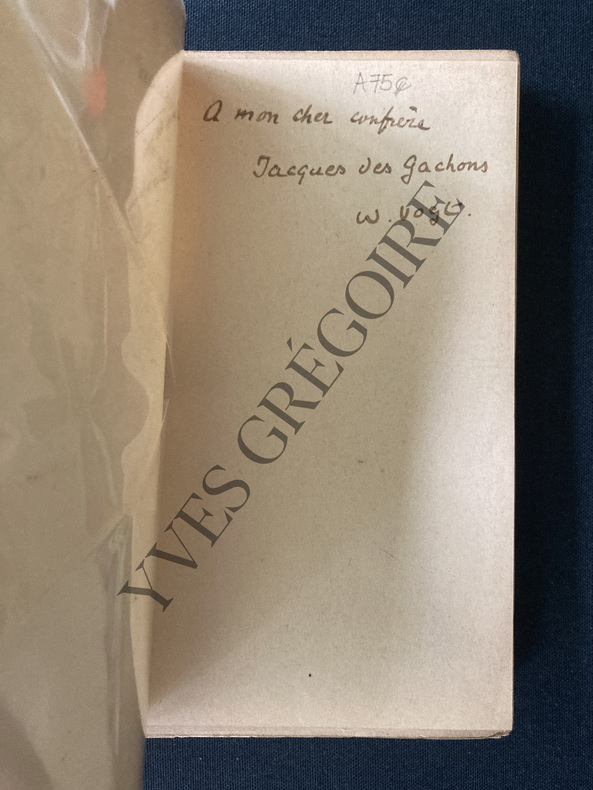 A75€
A mon cher confrère
Jacques des Gachons
W. Vogt.
YVES GRÉGOIRE